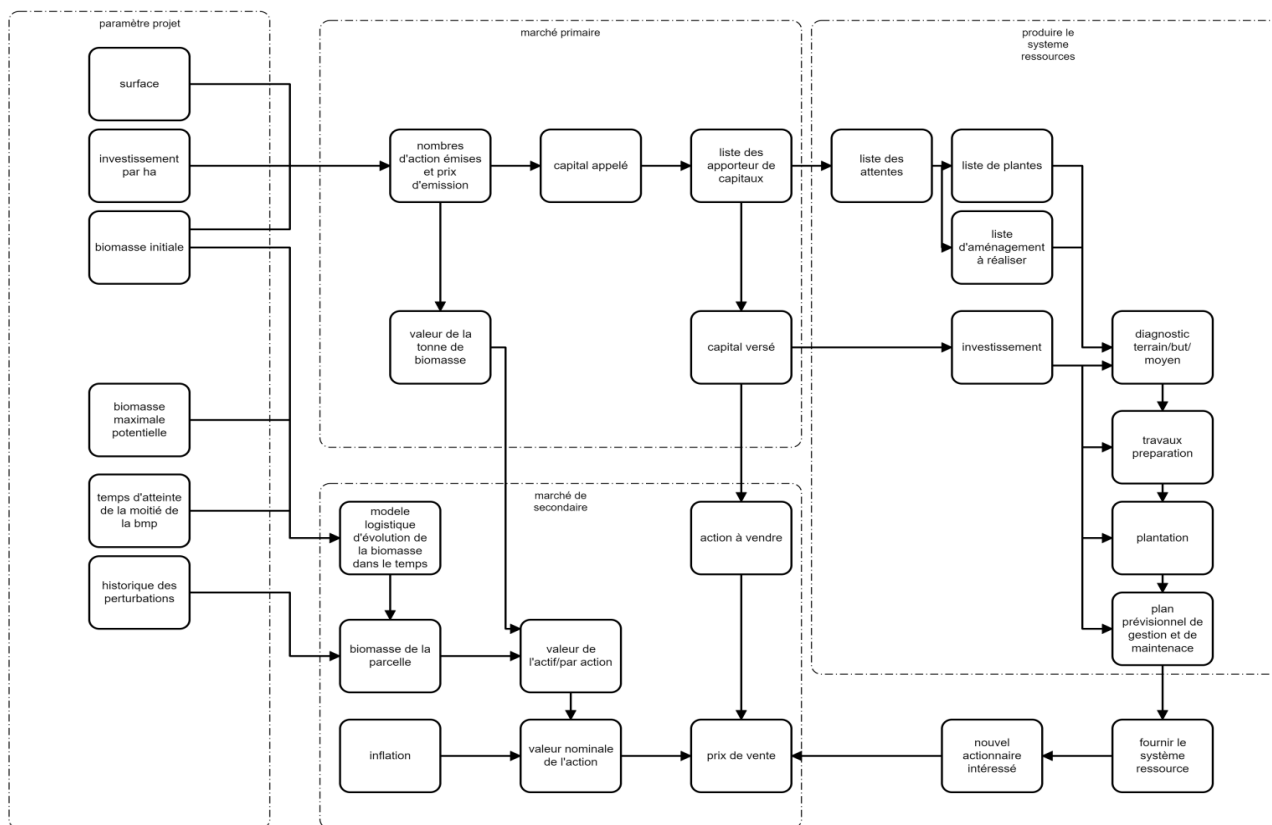 paramètre projet
surface
investissement
par ha
biomasse initiale
biomasse
maximale
potentielle
temps d'atteinte
de la moitié de
la bmp
historique des
perturbations
marché primaire
nombres
d'action émises
et prix
d'emission
capital appelé
liste des
apporteur de
capitaux
valeur de la
tonne de
biomasse
capital versé
marché de
secondaire
modele
logistique
d'évolution de
la biomasse
dans le temps
action à vendre
biomasse de la
parcelle
valeur de
l'actif/par action
inflation
valeur nominale
de l'action
prix de vente
produire le
systeme
ressources
liste des
attentes
liste de plantes
liste
d'aménagement
à réaliser
investissement
diagnostic
terrain/but/
moyen
travaux
preparation
plantation
plan
prévisionnel de
gestion et de
maintenace
nouvel
actionnaire
intéressé
fournir le
système
ressource